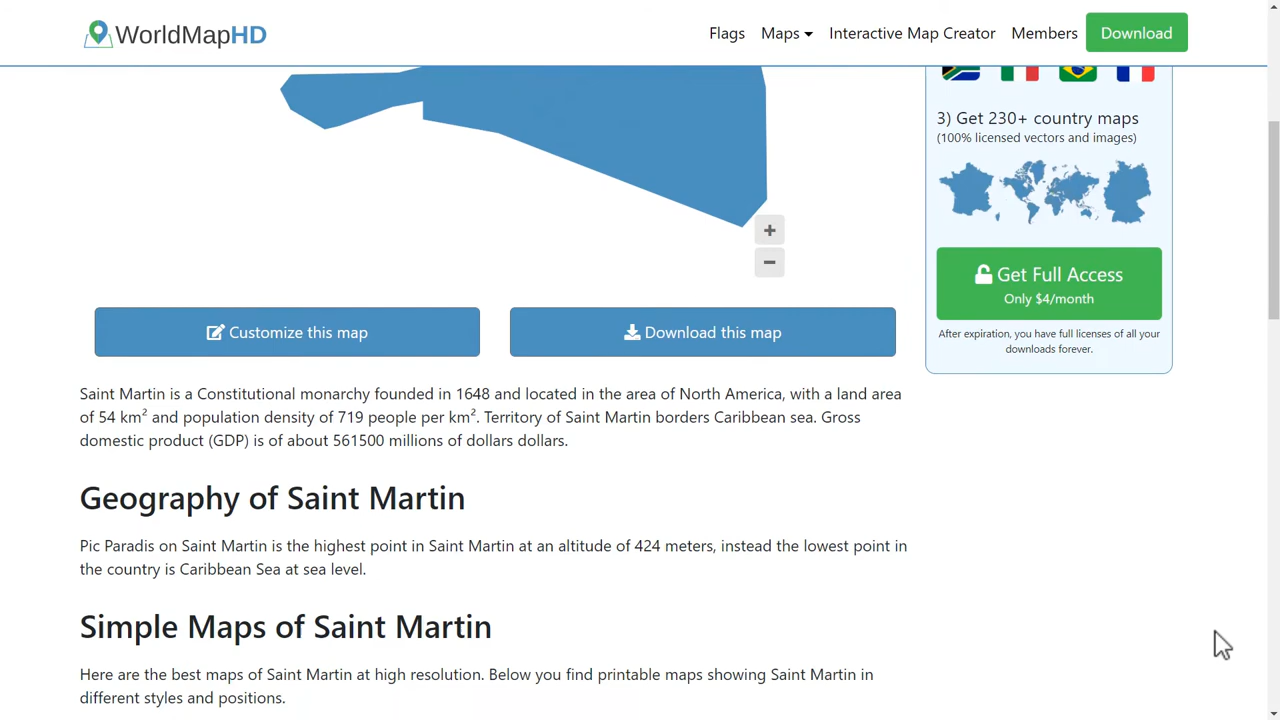 WorldMapHD
Flags Maps Interactive Map Creator Members Download
3) Get 230+ country maps
(100% licensed vectors and images)
+
−
Get Full Access
Only $4/month
After expiration, you have full licenses of all your
downloads forever.
Customize this map
Download this map
Saint Martin is a Constitutional monarchy founded in 1648 and located in the area of North America, with a land area
of 54 km² and population density of 719 people per km². Territory of Saint Martin borders Caribbean sea. Gross
domestic product (GDP) is of about 561500 millions of dollars dollars.
Geography of Saint Martin
Pic Paradis on Saint Martin is the highest point in Saint Martin at an altitude of 424 meters, instead the lowest point in
the country is Caribbean Sea at sea level.
Simple Maps of Saint Martin
Here are the best maps of Saint Martin at high resolution. Below you find printable maps showing Saint Martin in
different styles and positions.